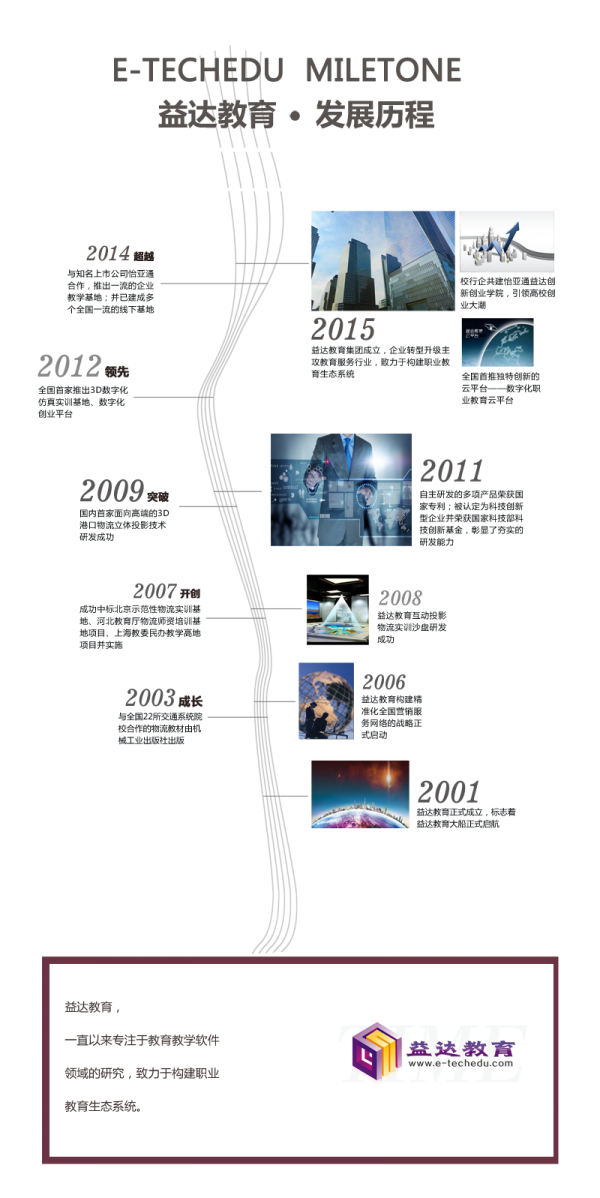 E-TECHEDU MILETONE
益达教育 • 发展历程
2014 超越
与知名上市公司怡亚通
合作，推出一流的企业
教学基地；并已建成多
个全国一流的线下基地
校行企共建怡亚通益达创
新创业学院，引领高校创
业大潮
2015
益达教育集团成立，企业转型升级主
攻教育服务行业，致力于构建职业教
育生态系统
全国首推独特创新的
云平台——数字化职
业教育云平台
2012 领先
全国首家推出3D数字化
仿真实训基地、数字化
创业平台
2011
自主研发的多项产品荣获国
家专利；被认定为科技创新
型企业并荣获国家科技部科
技创新基金，彰显了夯实的
研发能力
2009 突破
国内首家面向高端的3D
港口物流立体投影技术
研发成功
2008
益达教育互动投影
物流实训沙盘研发
成功
2007 开创
成功中标北京示范性物流实训基
地、河北教育厅物流师资培训基
地项目、上海教委民办教学高地
项目并实施
2006
益达教育构建精
准化全国营销服
务网络的战略正
式启动
2003 成长
与全国22所交通系统院
校合作的物流教材由机
械工业出版社出版
2001
益达教育正式成立，标志着
益达教育大船正式启航
益达教育，
一直以来专注于教育教学软件
领域的研究，致力于构建职业
教育生态系统。
TIME
益达教育
www.e-techedu.com